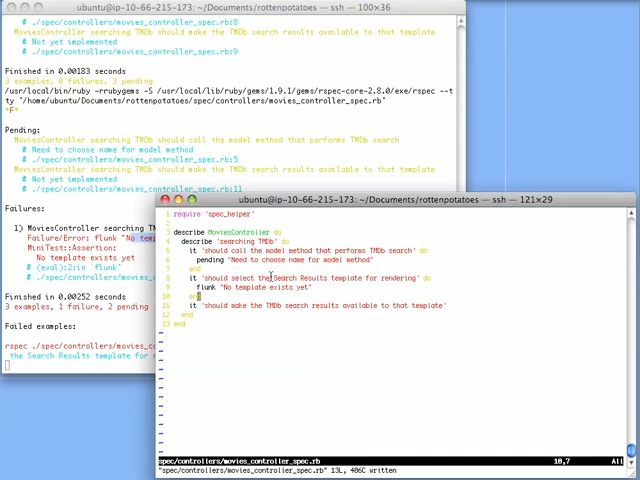 ubuntu@ip-10-66-215-173: ~/Documents/rottenpotatoes — ssh — 100×36
# ./spec/controllers/movies_controller_spec.rb:8
MoviesController searching TMDb should make the TMDb search results available to that template
# Not yet implemented
# ./spec/controllers/movies_controller_spec.rb:9
Finished in 0.00183 seconds
3 examples, 0 failures, 3 pending
/usr/local/bin/ruby -rrubygems -S /usr/local/lib/ruby/gems/1.9.1/gems/rspec-core-2.8.0/exe/rspec --t
ty '/home/ubuntu/Documents/rottenpotatoes/spec/controllers/movies_controller_spec.rb'
*F*
Pending:
MoviesController searching TMDb should call the model method that performs TMDb search
# Need to choose name for model method
# ./spec/controllers/movies_controller_spec.rb:5
MoviesController searching TMDb should make the TMDb search results available to that template
# Not yet implemented
# ./spec/controllers/movies_controller_spec.rb:11
Failures:
1) MoviesController searching TM
Failure/Error: flunk "No temp
MiniTest::Assertion:
No template exists yet
# (eval):2:in `flunk'
# ./spec/controllers/movies_
Finished in 0.00252 seconds
3 examples, 1 failure, 2 pending
Failed examples:
rspec ./spec/controllers/movies_co
the Search Results template for r
ubuntu@ip-10-66-215-173: ~/Documents/rottenpotatoes — ssh — 121×29
1 require 'spec_helper'
2
3 describe MoviesController do
4 describe 'searching TMDb' do
5 it 'should call the model method that performs TMDb search' do
6 pending "Need to choose name for model method"
7 end
8 it 'should select the Search Results template for rendering' do
9 flunk "No template exists yet"
10 end
11 it 'should make the TMDb search results available to that template'
12 end
13 end
~
~
~
~
~
~
~
~
~
~
~
~
~
~
spec/controllers/movies_controller_spec.rb 10,7 All
"spec/controllers/movies_controller_spec.rb" 13L, 406C written